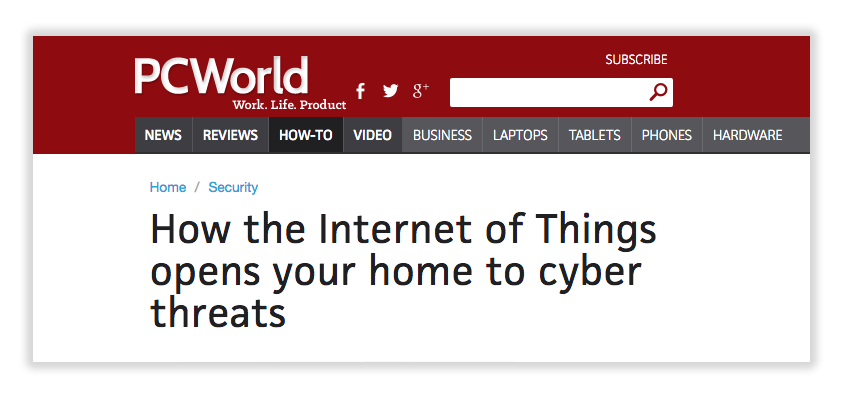 SUBSCRIBE
PCWorld
Work. Life. Product
f g+
NEWS REVIEWS HOW-TO VIDEO BUSINESS LAPTOPS TABLETS PHONES HARDWARE
Home / Security
How the Internet of Things
opens your home to cyber
threats